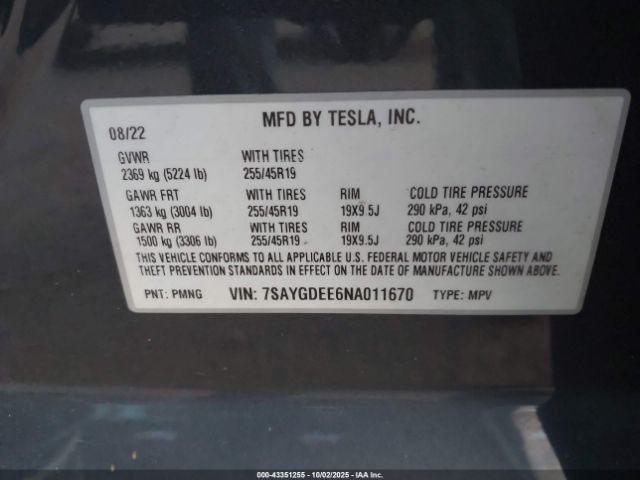 MFD BY TESLA, INC.
08/22
GVWR WITH TIRES
2369 kg (5224 lb) 255/45R19
GAWR FRT WITH TIRES RIM COLD TIRE PRESSURE
1363 kg (3004 lb) 255/45R19 19X9.5J 290 kPa, 42 psi
GAWR RR WITH TIRES RIM COLD TIRE PRESSURE
1500 kg (3306 lb) 255/45R19 19X9.5J 290 kPa, 42 psi
THIS VEHICLE CONFORMS TO ALL APPLICABLE U.S. FEDERAL MOTOR VEHICLE SAFETY AND
THEFT PREVENTION STANDARDS IN EFFECT ON THE DATE OF MANUFACTURE SHOWN ABOVE.
PNT: PMNG VIN: 7SAYGDEE6NA011670 TYPE: MPV
000-43351255 - 10/02/2025 - IAA Inc.